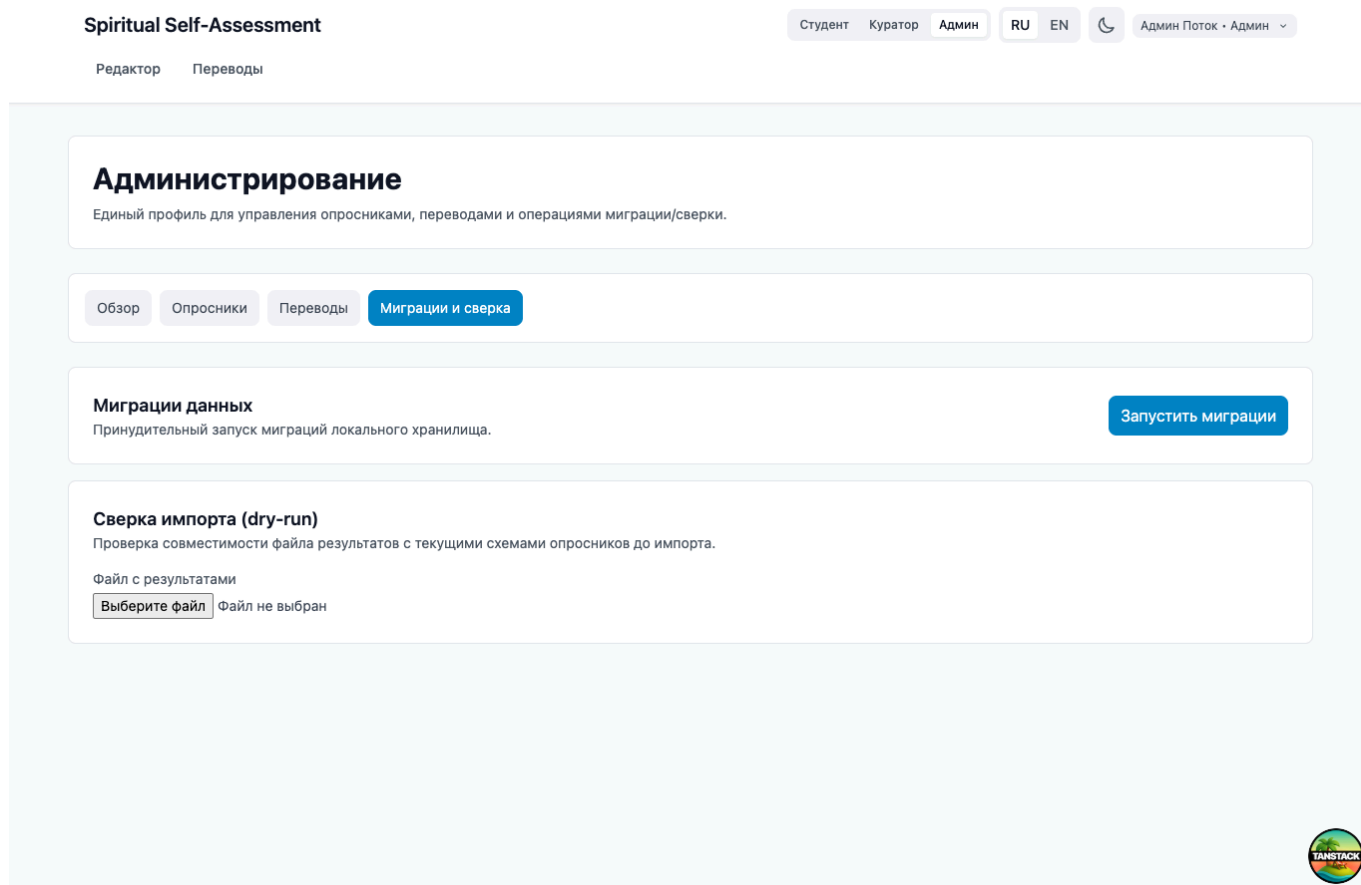 Spiritual Self-Assessment
Студент Куратор Админ RU EN Админ Поток • Админ
Редактор Переводы
Администрирование
Единый профиль для управления опросниками, переводами и операциями миграции/сверки.
Обзор Опросники Переводы Миграции и сверка
Миграции данных
Принудительный запуск миграций локального хранилища.
Запустить миграции
Сверка импорта (dry-run)
Проверка совместимости файла результатов с текущими схемами опросников до импорта.
Файл с результатами
Выберите файл Файл не выбран
TANSTACK